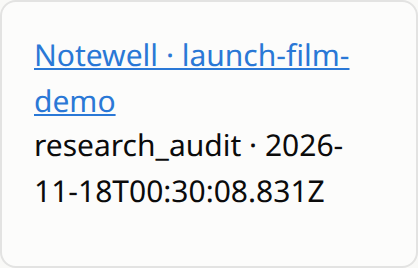 Notewell · launch-film-
demo
research_audit · 2026-
11-18T00:30:08.831Z